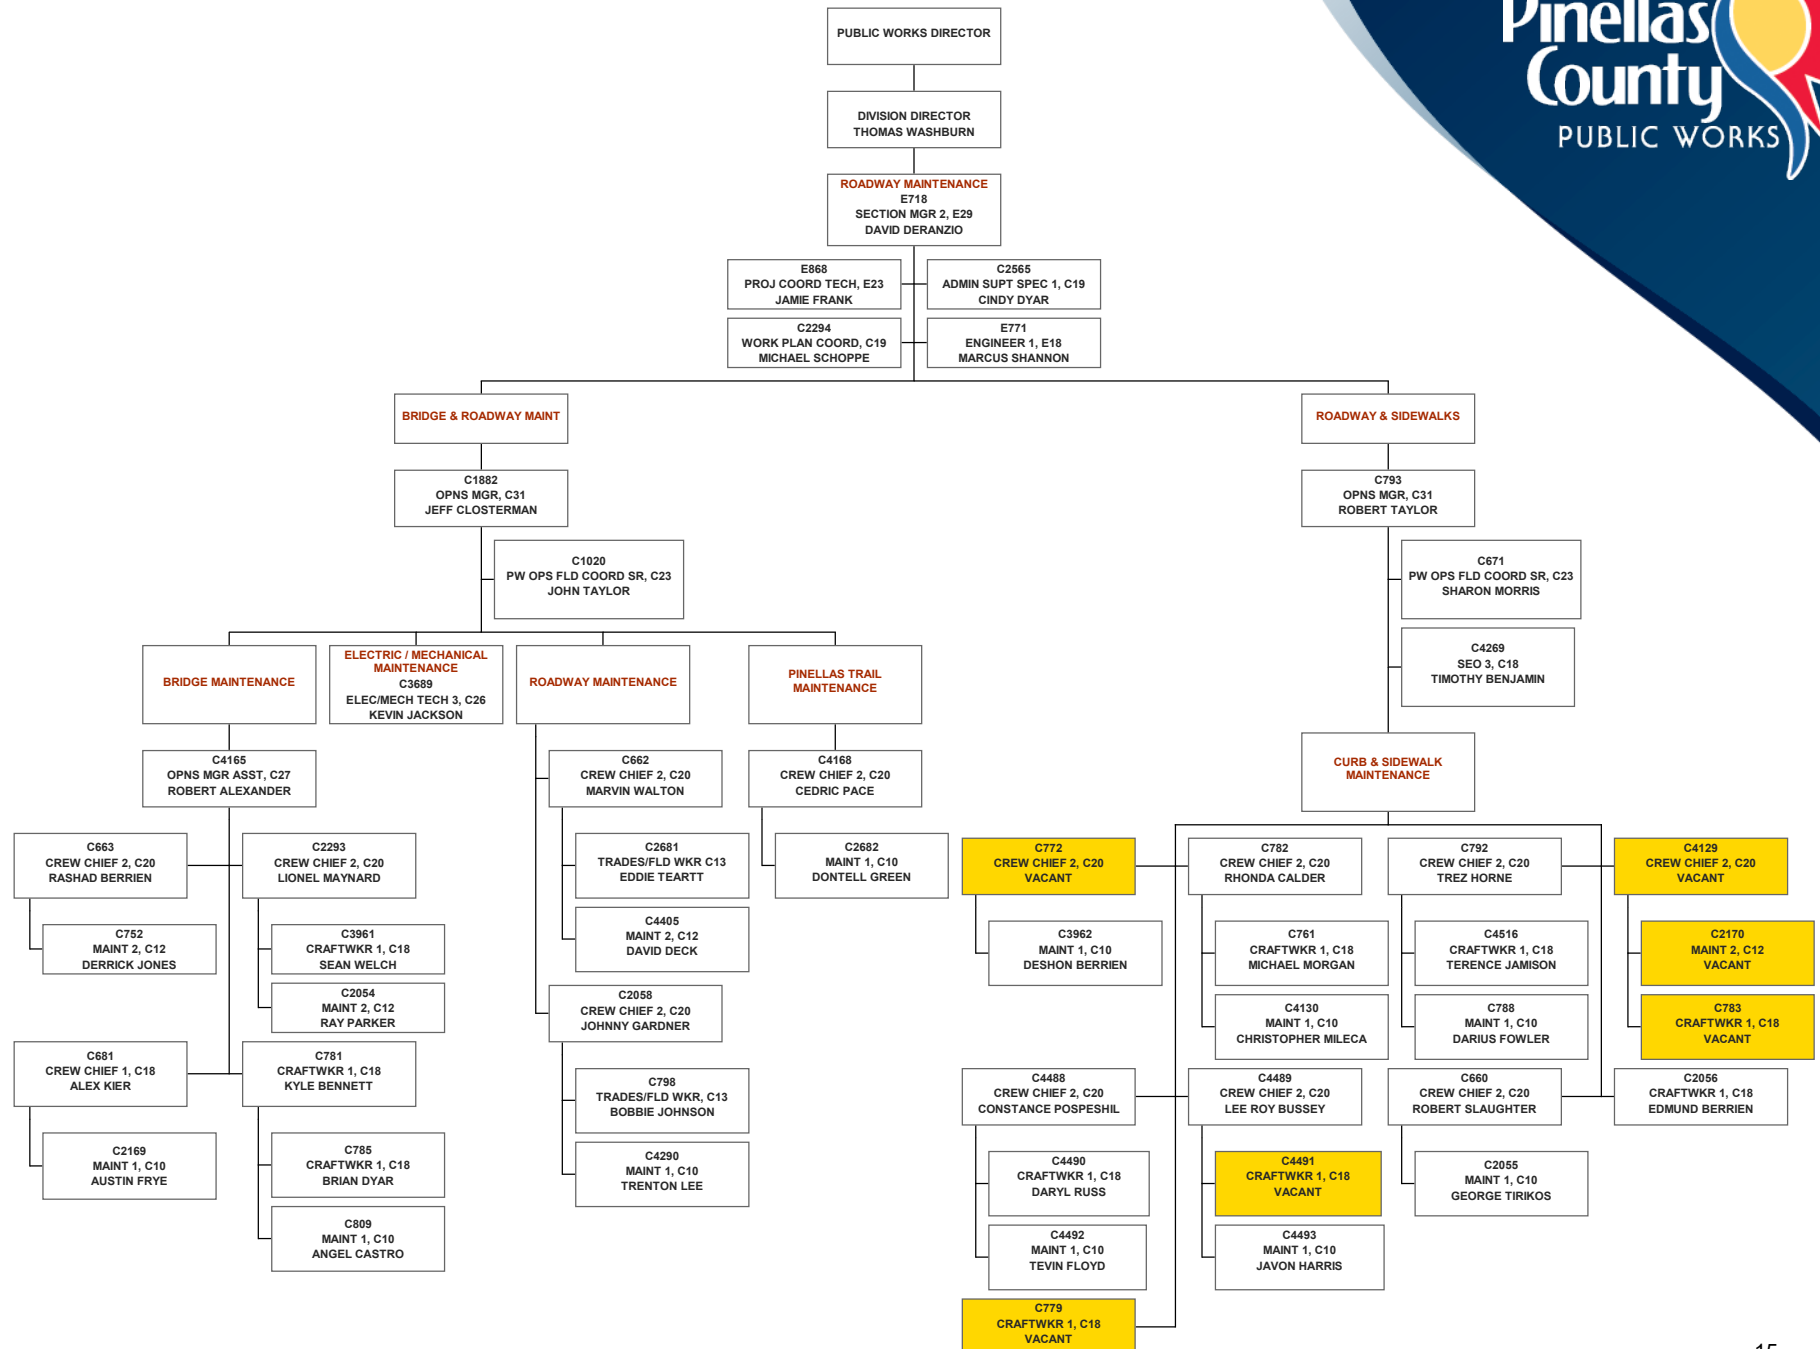 Pinellas
County
PUBLIC WORKS
PUBLIC WORKS DIRECTOR
DIVISION DIRECTOR
THOMAS WASHBURN
ROADWAY MAINTENANCE
E718
SECTION MGR 2, E29
DAVID DERANZIO
E868
PROJ COORD TECH, E23
JAMIE FRANK
C2565
ADMIN SUPT SPEC 1, C19
CINDY DYAR
C2294
WORK PLAN COORD, C19
MICHAEL SCHOPPE
E771
ENGINEER 1, E18
MARCUS SHANNON
BRIDGE & ROADWAY MAINT
C1882
OPNS MGR, C31
JEFF CLOSTERMAN
C1020
PW OPS FLD COORD SR, C23
JOHN TAYLOR
BRIDGE MAINTENANCE
C4165
OPNS MGR ASST, C27
ROBERT ALEXANDER
C663
CREW CHIEF 2, C20
RASHAD BERRIEN
C752
MAINT 2, C12
DERRICK JONES
C2293
CREW CHIEF 2, C20
LIONEL MAYNARD
C3961
CRAFTWKR 1, C18
SEAN WELCH
C2054
MAINT 2, C12
RAY PARKER
C681
CREW CHIEF 1, C18
ALEX KIER
C2169
MAINT 1, C10
AUSTIN FRYE
C781
CRAFTWKR 1, C18
KYLE BENNETT
C785
CRAFTWKR 1, C18
BRIAN DYAR
C809
MAINT 1, C10
ANGEL CASTRO
ELECTRIC / MECHANICAL
MAINTENANCE
C3689
ELEC/MECH TECH 3, C26
KEVIN JACKSON
ROADWAY MAINTENANCE
C662
CREW CHIEF 2, C20
MARVIN WALTON
C2681
TRADES/FLD WKR C13
EDDIE TEARTT
C4405
MAINT 2, C12
DAVID DECK
C2058
CREW CHIEF 2, C20
JOHNNY GARDNER
C798
TRADES/FLD WKR, C13
BOBBIE JOHNSON
C4290
MAINT 1, C10
TRENTON LEE
PINELLAS TRAIL
MAINTENANCE
C4168
CREW CHIEF 2, C20
CEDRIC PACE
C2682
MAINT 1, C10
DONTELL GREEN
ROADWAY & SIDEWALKS
C793
OPNS MGR, C31
ROBERT TAYLOR
C671
PW OPS FLD COORD SR, C23
SHARON MORRIS
C4269
SEO 3, C18
TIMOTHY BENJAMIN
CURB & SIDEWALK
MAINTENANCE
C772
CREW CHIEF 2, C20
VACANT
C3962
MAINT 1, C10
DESHON BERRIEN
C782
CREW CHIEF 2, C20
RHONDA CALDER
C761
CRAFTWKR 1, C18
MICHAEL MORGAN
C4130
MAINT 1, C10
CHRISTOPHER MILECA
C792
CREW CHIEF 2, C20
TREZ HORNE
C4516
CRAFTWKR 1, C18
TERENCE JAMISON
C788
MAINT 1, C10
DARIUS FOWLER
C4129
CREW CHIEF 2, C20
VACANT
C2170
MAINT 2, C12
VACANT
C783
CRAFTWKR 1, C18
VACANT
C4488
CREW CHIEF 2, C20
CONSTANCE POSPESHIL
C4490
CRAFTWKR 1, C18
DARYL RUSS
C4492
MAINT 1, C10
TEVIN FLOYD
C4489
CREW CHIEF 2, C20
LEE ROY BUSSEY
C4491
CRAFTWKR 1, C18
VACANT
C4493
MAINT 1, C10
JAVON HARRIS
C660
CREW CHIEF 2, C20
ROBERT SLAUGHTER
C2055
MAINT 1, C10
GEORGE TIRIKOS
C2056
CRAFTWKR 1, C18
EDMUND BERRIEN
C779
CRAFTWKR 1, C18
VACANT